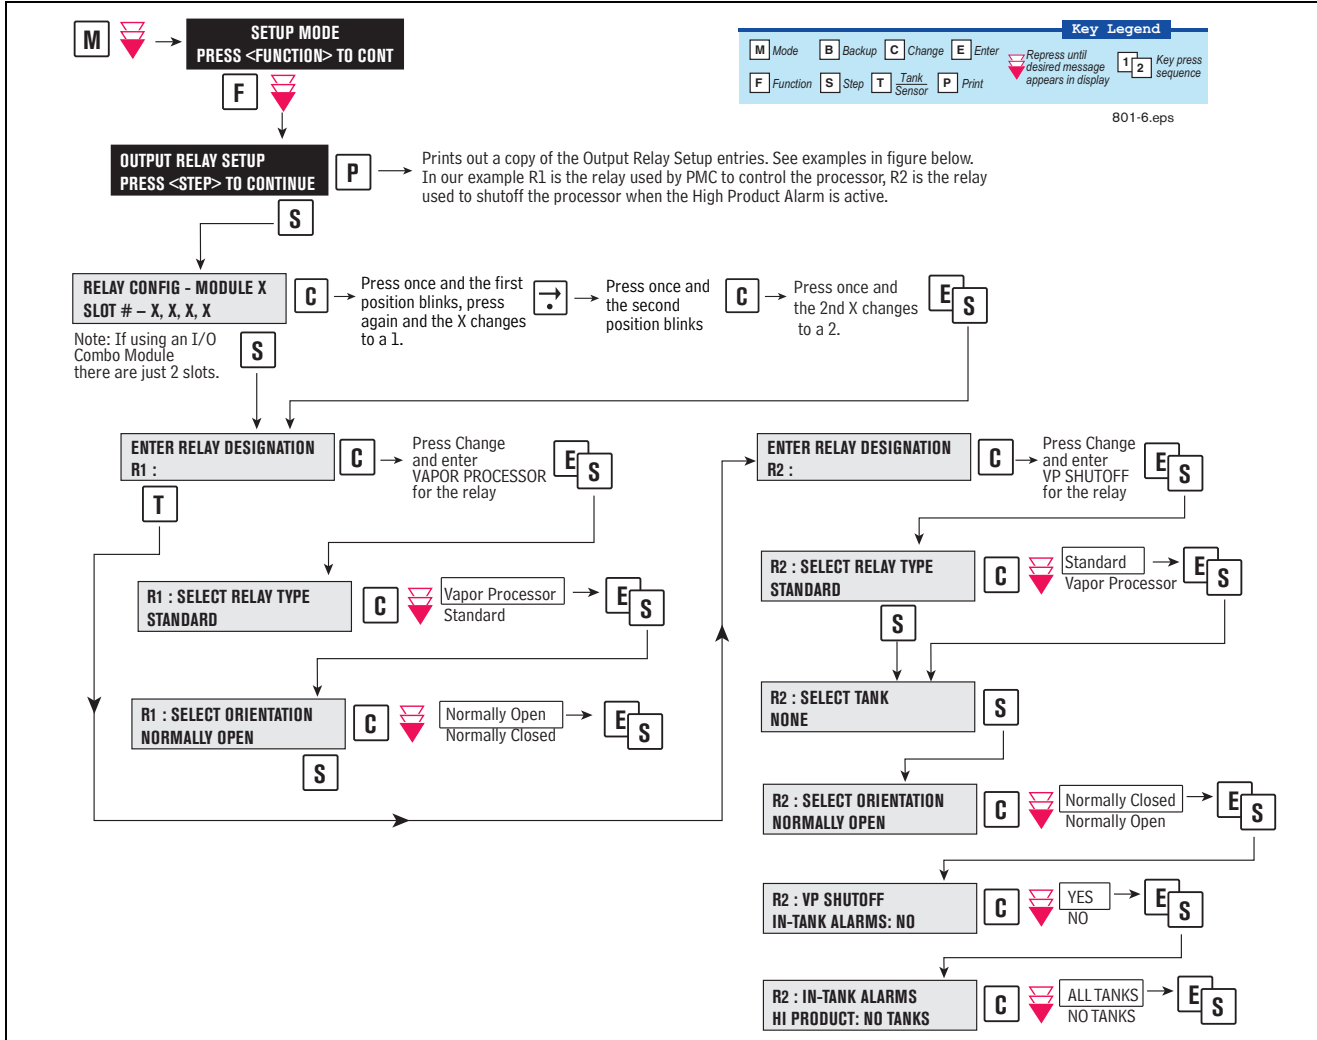 M
SETUP MODE
PRESS <FUNCTION> TO CONT
Key Legend
M Mode B Backup C Change E Enter
F Function S Step T Tank Sensor P Print
Repress until
desired message
appears in display
1 2 Key press
sequence
801-6.eps
F
OUTPUT RELAY SETUP
PRESS <STEP> TO CONTINUE
P
Prints out a copy of the Output Relay Setup entries. See examples in figure below.
In our example R1 is the relay used by PMC to control the processor, R2 is the relay
used to shutoff the processor when the High Product Alarm is active.
S
RELAY CONFIG - MODULE X
SLOT # – X, X, X, X
C
Press once and the first
position blinks, press
again and the X changes
to a 1.
Press once and
the second
position blinks
C
Press once and
the 2nd X changes
to a 2.
E
S
Note: If using an I/O
Combo Module
there are just 2 slots.
S
ENTER RELAY DESIGNATION
R1 :
C
Press Change
and enter
VAPOR PROCESSOR
for the relay
E
S
T
R1 : SELECT RELAY TYPE
STANDARD
C
Vapor Processor
Standard
E
S
R1 : SELECT ORIENTATION
NORMALLY OPEN
C
Normally Open
Normally Closed
E
S
S
ENTER RELAY DESIGNATION
R2 :
C
Press Change
and enter
VP SHUTOFF
for the relay
E
S
R2 : SELECT RELAY TYPE
STANDARD
C
Standard
Vapor Processor
E
S
S
R2 : SELECT TANK
NONE
S
R2 : SELECT ORIENTATION
NORMALLY OPEN
C
Normally Closed
Normally Open
E
S
R2 : VP SHUTOFF
IN-TANK ALARMS: NO
C
YES
NO
E
S
R2 : IN-TANK ALARMS
HI PRODUCT: NO TANKS
C
ALL TANKS
NO TANKS
E
S